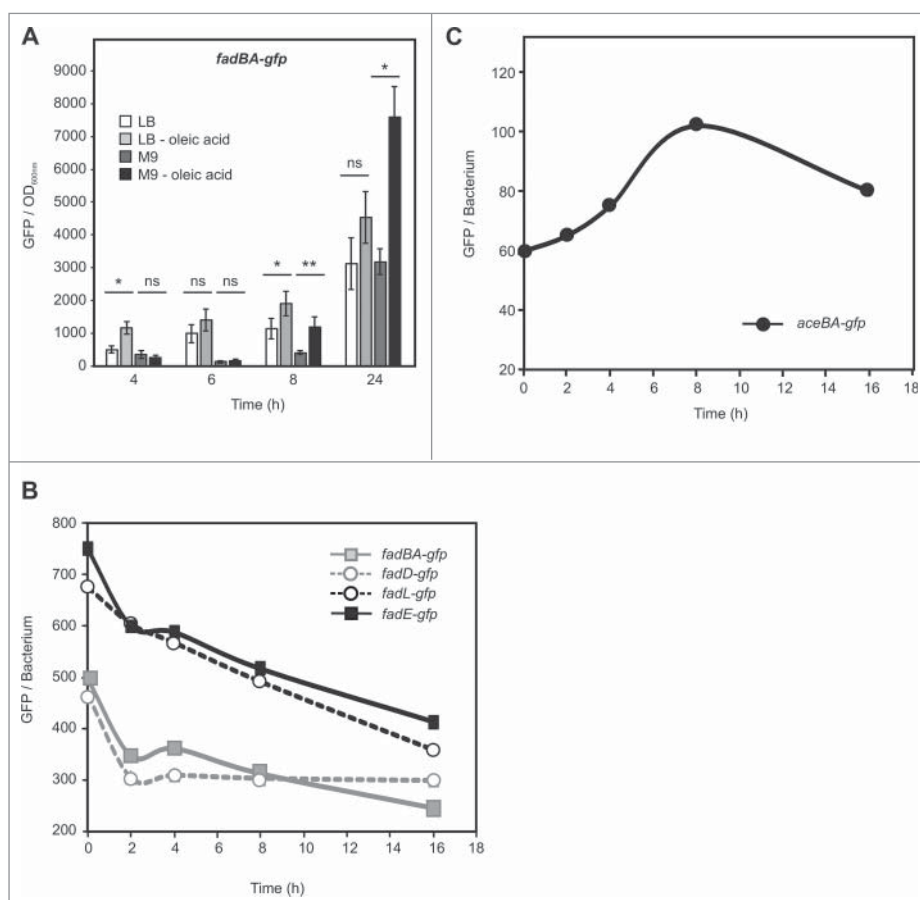 A
fadBA-gfp
9000
8000
7000
6000
5000
4000
3000
2000
1000
0
GFP / OD600nm
LB
LB - oleic acid
M9
M9 - oleic acid
*
ns
ns
ns
*
**
ns
*
4
6
8
24
Time (h)
C
120
100
80
60
40
20
GFP / Bacterium
aceBA-gfp
0
2
4
6
8
10
12
14
16
18
Time (h)
B
800
700
600
500
400
300
200
GFP / Bacterium
fadBA-gfp
fadD-gfp
fadL-gfp
fadE-gfp
0
2
4
6
8
10
12
14
16
18
Time (h)